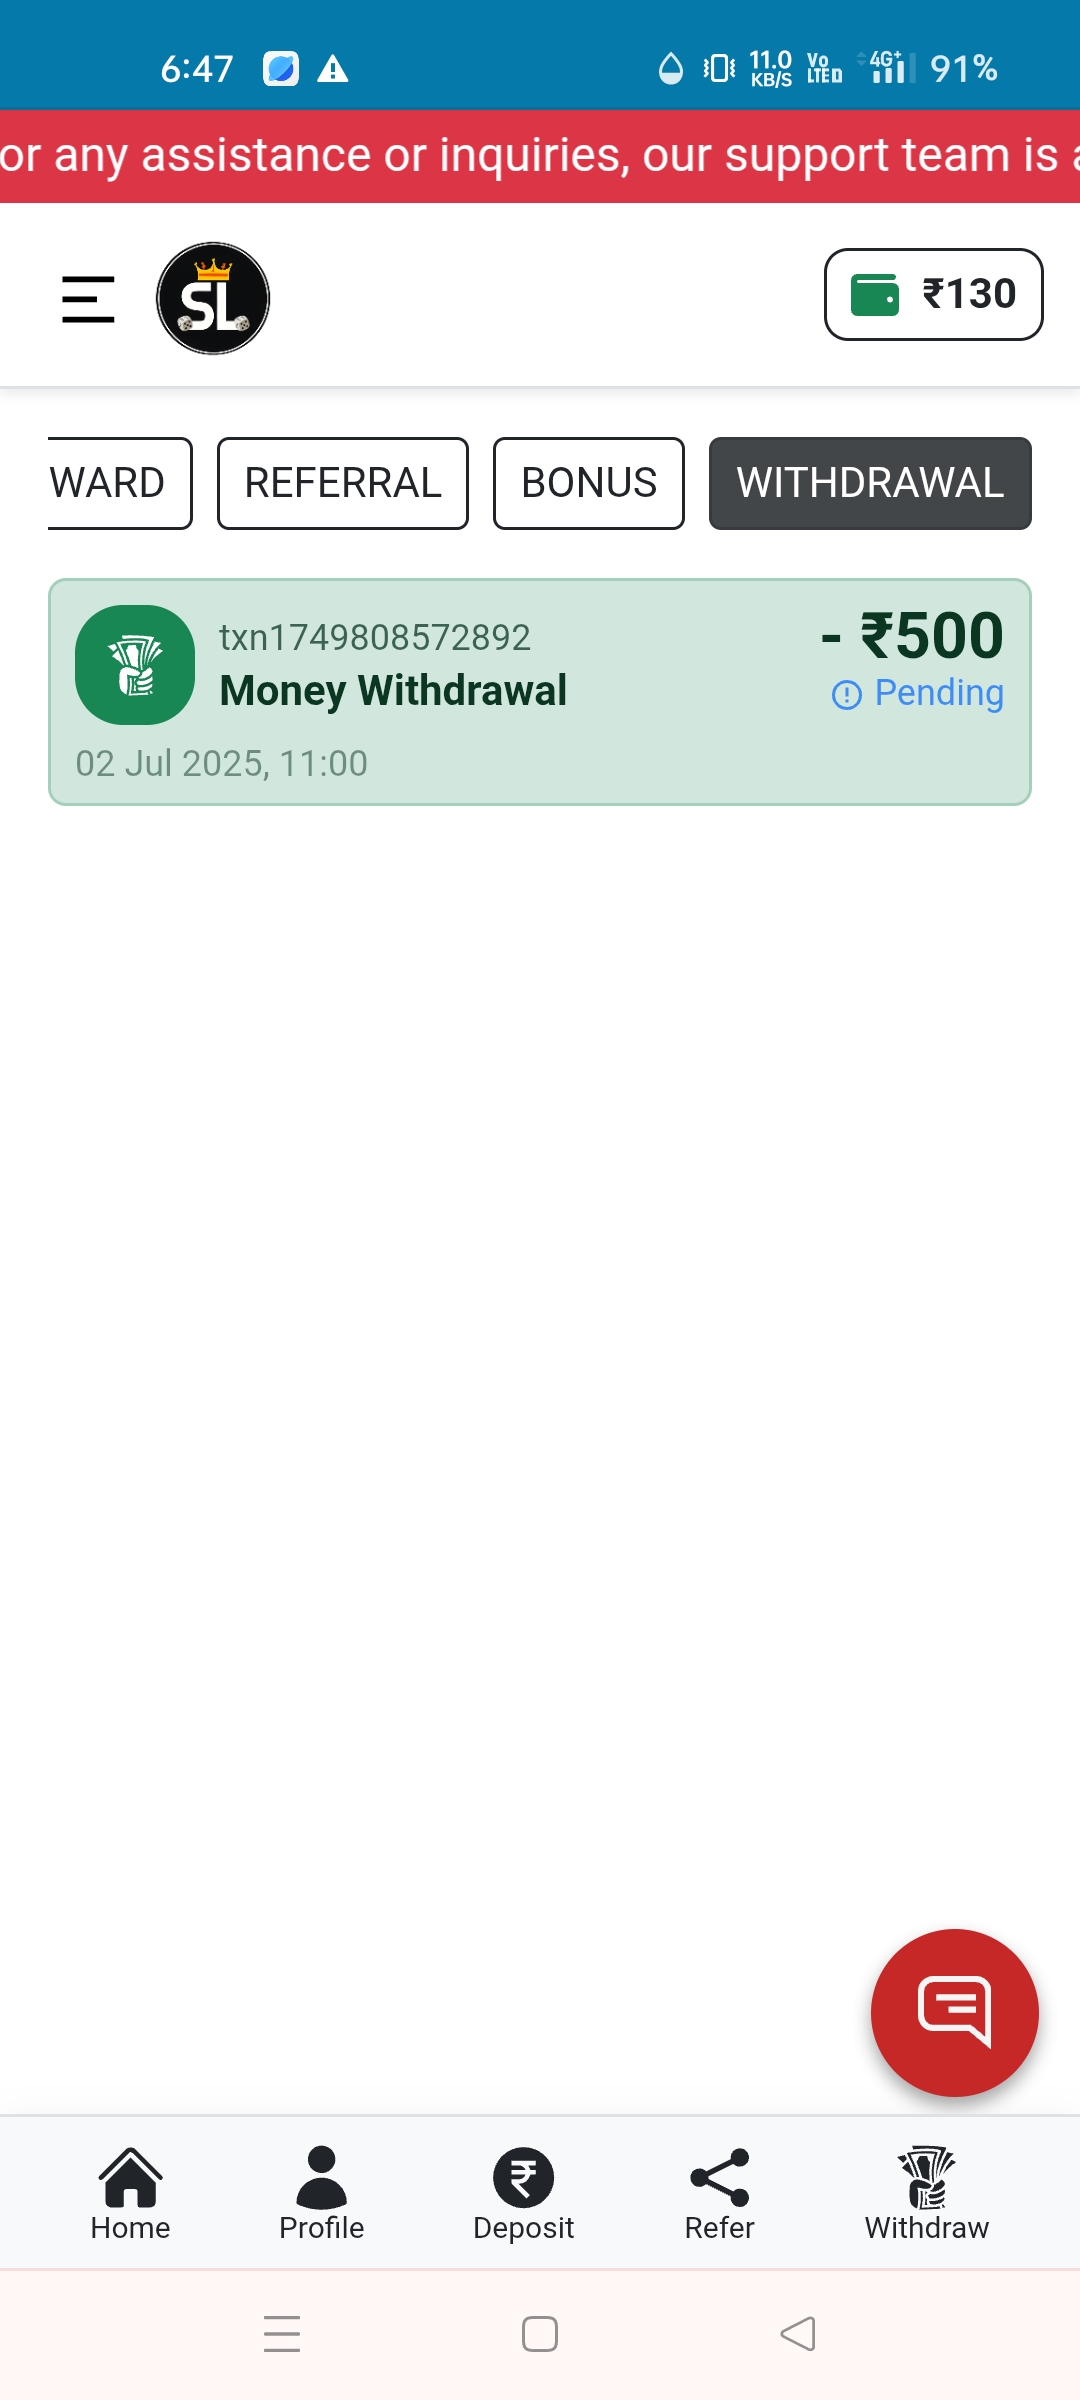 6:47 11.0 KB/S Vo LTE D 4G+ 91%
or any assistance or inquiries, our support team is a
SL ₹130
WARD REFERRAL BONUS WITHDRAWAL
txn1749808572892 - ₹500
Money Withdrawal Pending
02 Jul 2025, 11:00
Home Profile Deposit Refer Withdraw